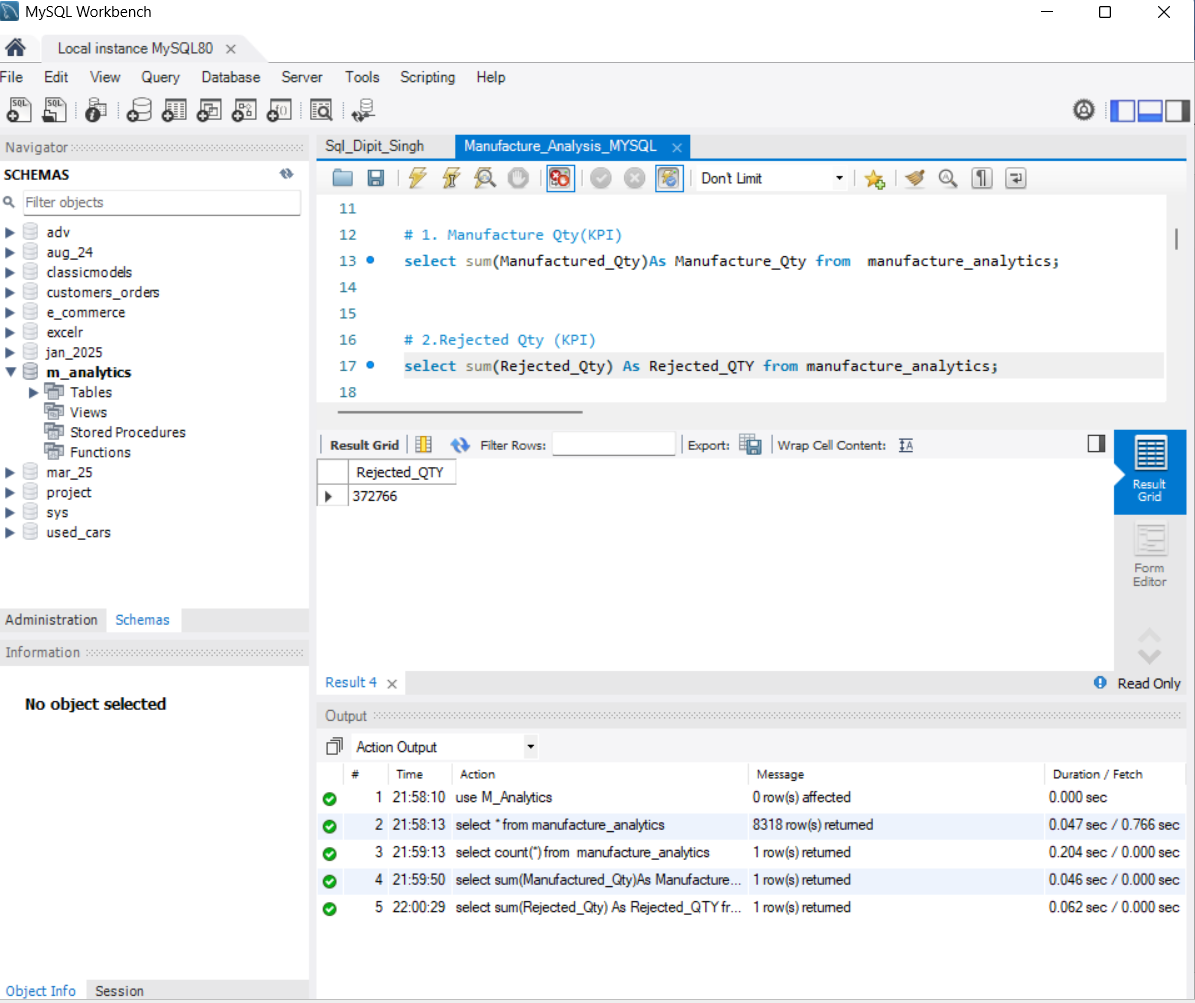 MySQL Workbench
Local instance MySQL80
File Edit View Query Database Server Tools Scripting Help
Navigator
SCHEMAS
Filter objects
adv
aug_24
classicmodels
customers_orders
e_commerce
excelr
jan_2025
m_analytics
Tables
Views
Stored Procedures
Functions
mar_25
project
sys
used_cars
Administration Schemas
Information
No object selected
Object Info Session
Sql_Dipit_Singh Manufacture_Analysis_MYSQL
Don't Limit
11
12 # 1. Manufacture Qty(KPI)
13 select sum(Manufactured_Qty)As Manufacture_Qty from  manufacture_analytics;
14
15
16 # 2.Rejected Qty (KPI)
17 select sum(Rejected_Qty) As Rejected_QTY from manufacture_analytics;
18
Result Grid Filter Rows: Export: Wrap Cell Content:
Rejected_QTY
372766
Result
Grid
Form
Editor
Result 4 Read Only
Output
Action Output
# Time Action Message Duration / Fetch
1 21:58:10 use M_Analytics 0 row(s) affected 0.000 sec
2 21:58:13 select * from manufacture_analytics 8318 row(s) returned 0.047 sec / 0.766 sec
3 21:59:13 select count(*) from  manufacture_analytics 1 row(s) returned 0.204 sec / 0.000 sec
4 21:59:50 select sum(Manufactured_Qty)As Manufacture... 1 row(s) returned 0.046 sec / 0.000 sec
5 22:00:29 select sum(Rejected_Qty) As Rejected_QTY fr... 1 row(s) returned 0.062 sec / 0.000 sec